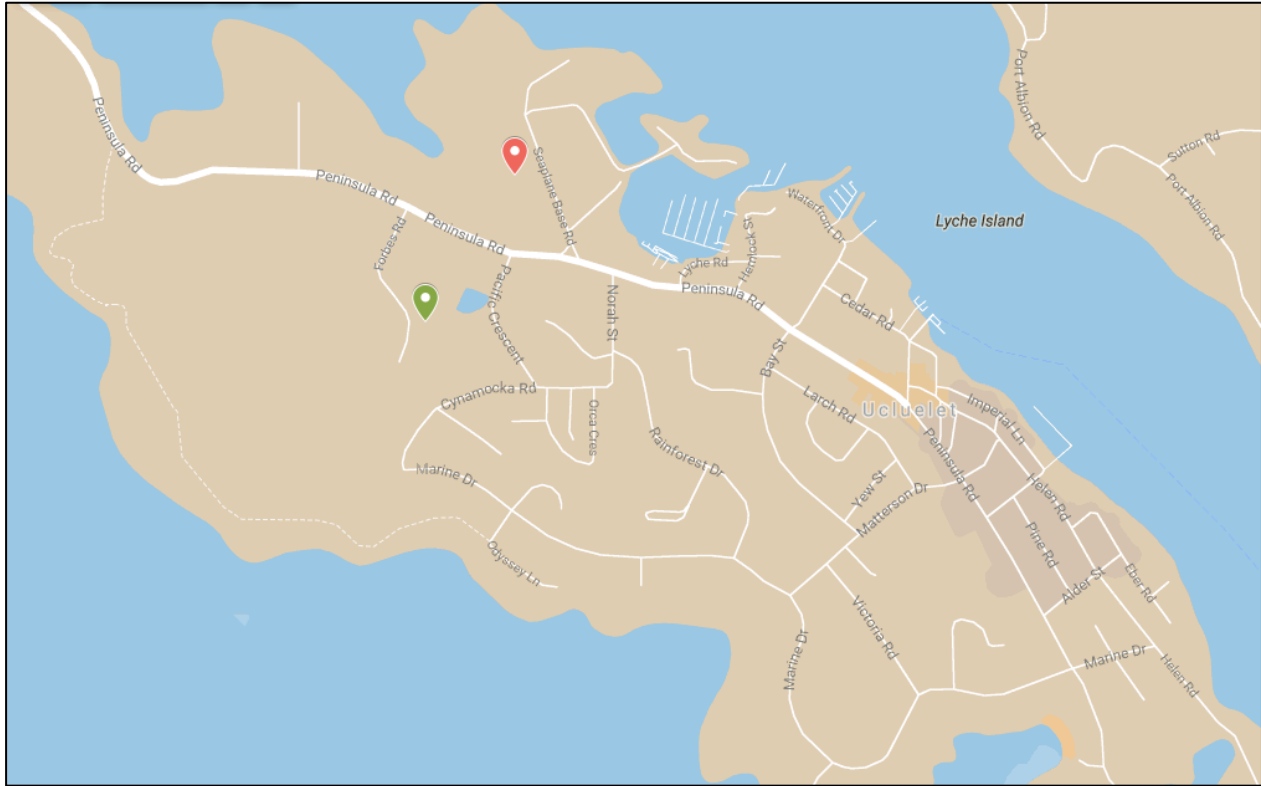 Port Albion Rd
Peninsula Rd
Sutton Rd
Seaplane Base Rd
Peninsula Rd
Port Albion Rd
Waterfront Dr
Forbes Rd
Peninsula Rd
Lyche Island
Hemlock St
Lyche Rd
Pacific Crescent
Peninsula Rd
Norah St
Cedar Rd
Bay St
Cynamocka Rd
Larch Rd
Ucluelet
Imperial Ln
Orca Cres
Rainforest Dr
Peninsula Rd
Marine Dr
Yew St
Helen Rd
Matterson Dr
Pine Rd
Odyssey Ln
Eber Rd
Alder St
Victoria Rd
Marine Dr
Marine Dr
Helen Rd